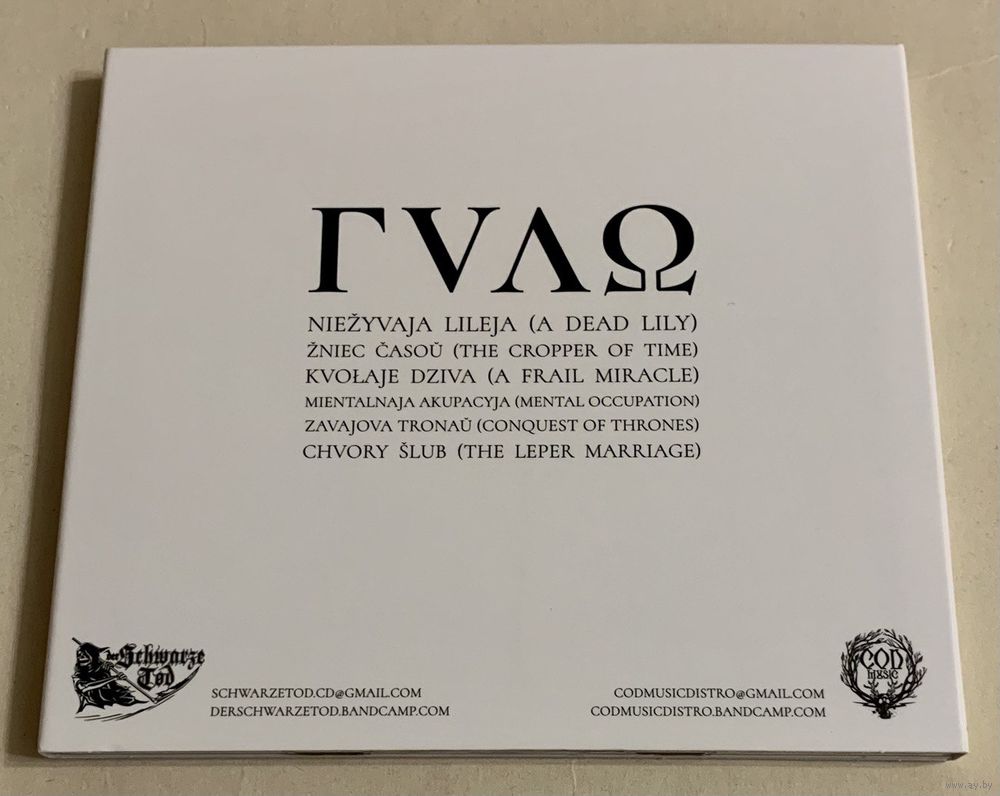 ΓVΛΩ
NIEŽYVAJA LILEJA (A DEAD LILY)
ŽNIEC ČASOŬ (THE CROPPER OF TIME)
KVOŁAJE DZIVA (A FRAIL MIRACLE)
MIENTALNAJA AKUPACYJA (MENTAL OCCUPATION)
ZAVAJOVA TRONAŬ (CONQUEST OF THRONES)
CHVORY ŠLUB (THE LEPER MARRIAGE)
der Schwarze
Tod
SCHWARZETOD.CD@GMAIL.COM
DERSCHWARZETOD.BANDCAMP.COM
CODMUSICDISTRO@GMAIL.COM
CODMUSICDISTRO.BANDCAMP.COM
COD
MUSIC
www.ay.by